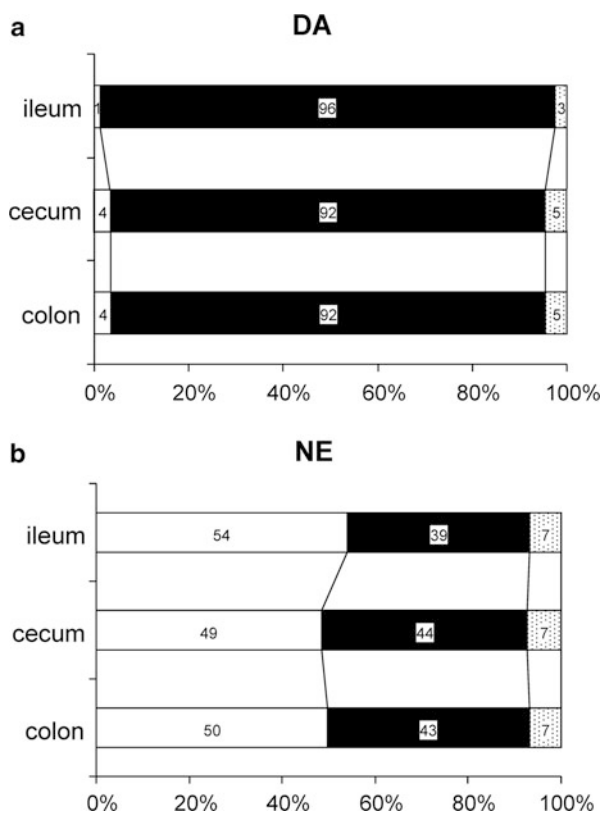 a DA
ileum 1 96 3
cecum 4 92 5
colon 4 92 5
0% 20% 40% 60% 80% 100%
b NE
ileum 54 39 7
cecum 49 44 7
colon 50 43 7
0% 20% 40% 60% 80% 100%